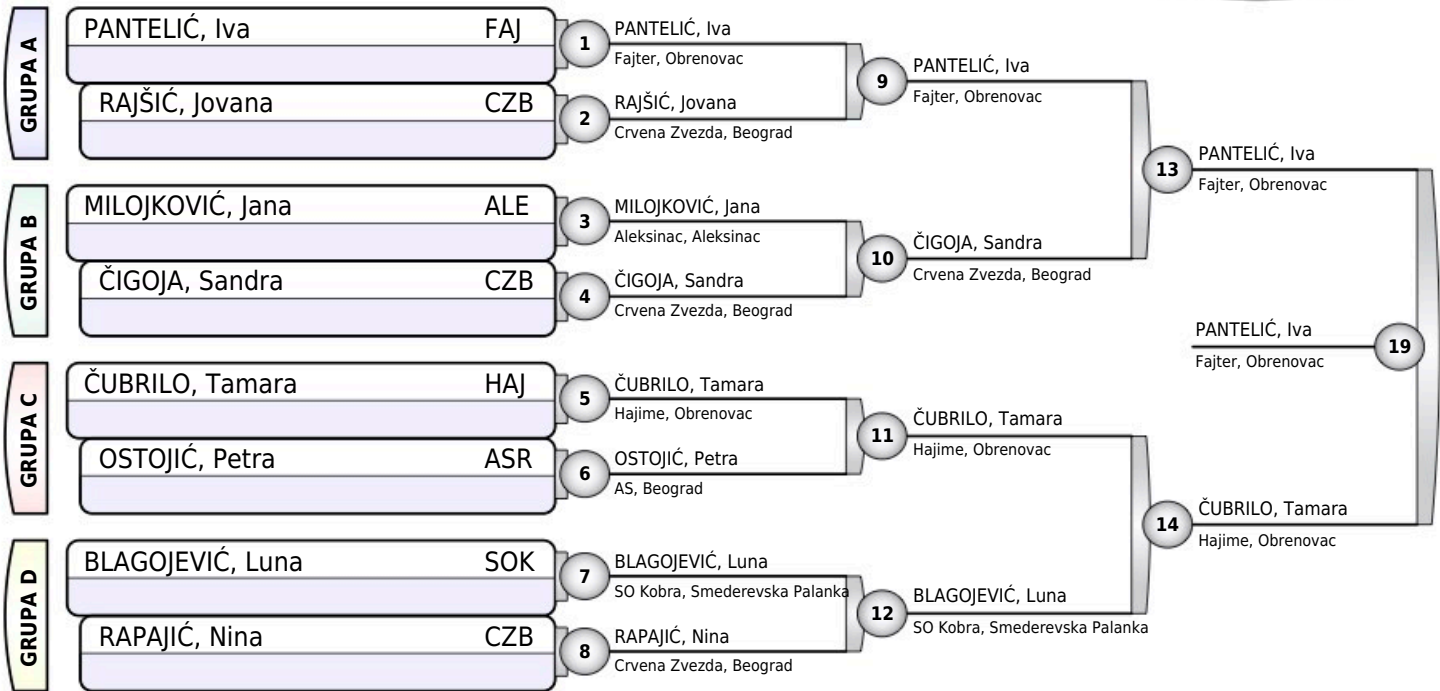 GRUPA A
PANTELIĆ, Iva FAJ
RAJŠIĆ, Jovana CZB
GRUPA B
MILOJKOVIĆ, Jana ALE
ČIGOJA, Sandra CZB
GRUPA C
ČUBRILO, Tamara HAJ
OSTOJIĆ, Petra ASR
GRUPA D
BLAGOJEVIĆ, Luna SOK
RAPAJIĆ, Nina CZB
1
PANTELIĆ, Iva
Fajter, Obrenovac
2
RAJŠIĆ, Jovana
Crvena Zvezda, Beograd
3
MILOJKOVIĆ, Jana
Aleksinac, Aleksinac
4
ČIGOJA, Sandra
Crvena Zvezda, Beograd
5
ČUBRILO, Tamara
Hajime, Obrenovac
6
OSTOJIĆ, Petra
AS, Beograd
7
BLAGOJEVIĆ, Luna
SO Kobra, Smederevska Palanka
8
RAPAJIĆ, Nina
Crvena Zvezda, Beograd
9
PANTELIĆ, Iva
Fajter, Obrenovac
10
ČIGOJA, Sandra
Crvena Zvezda, Beograd
11
ČUBRILO, Tamara
Hajime, Obrenovac
12
BLAGOJEVIĆ, Luna
SO Kobra, Smederevska Palanka
13
PANTELIĆ, Iva
Fajter, Obrenovac
14
ČUBRILO, Tamara
Hajime, Obrenovac
PANTELIĆ, Iva
Fajter, Obrenovac
19